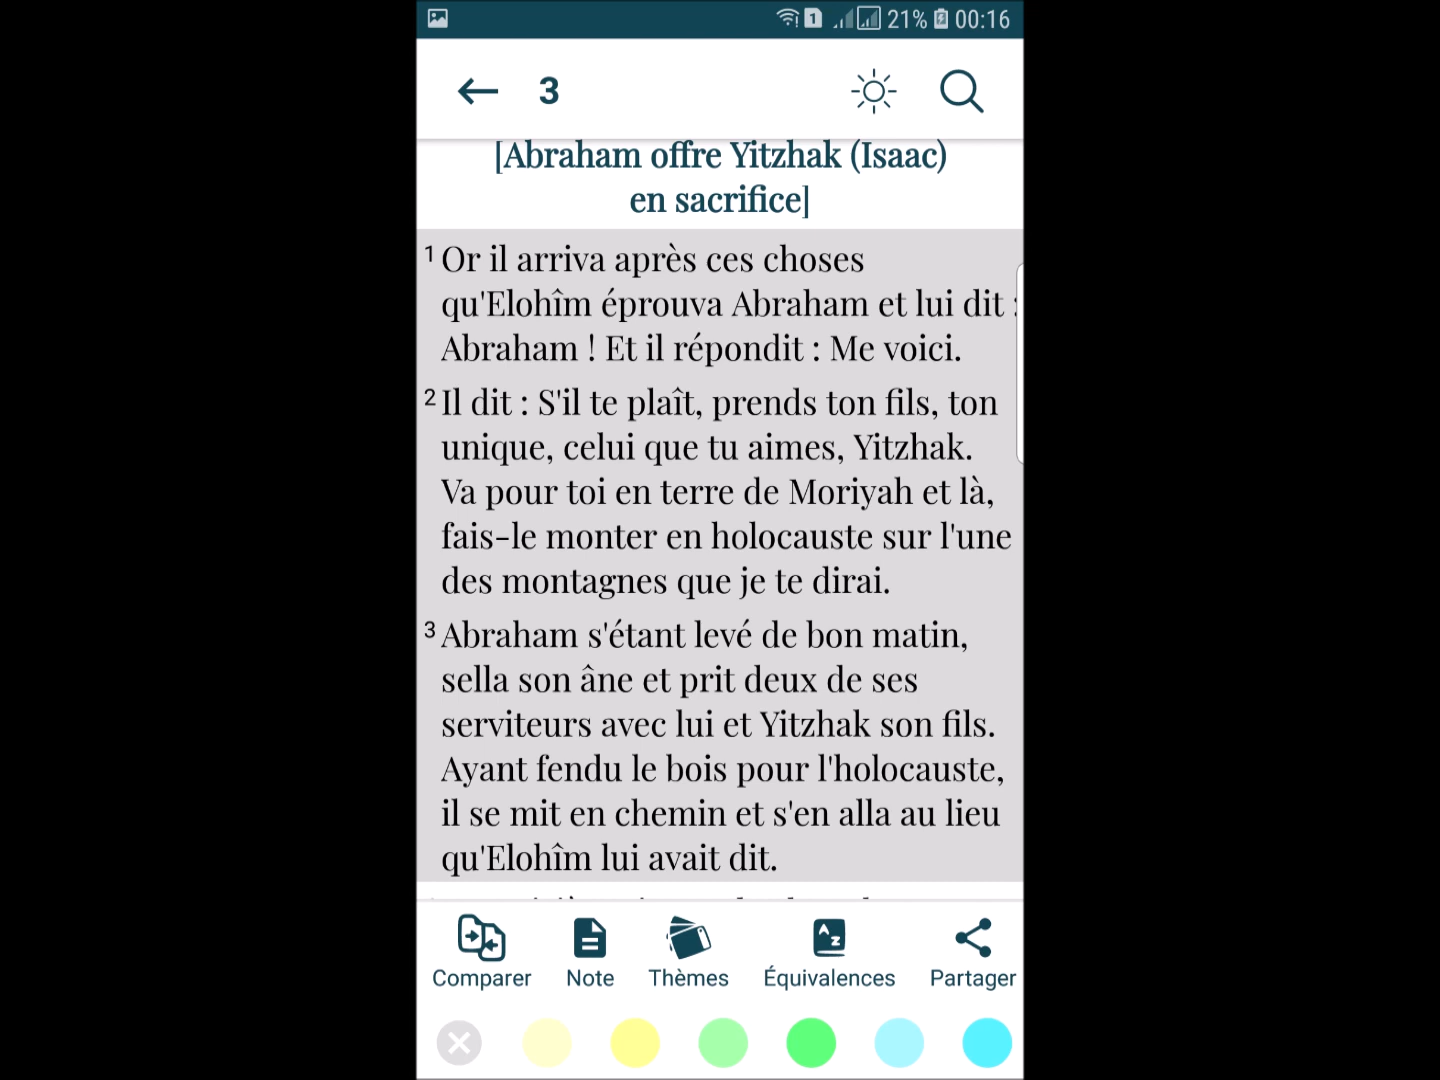 21% 00:16
3
[Abraham offre Yitzhak (Isaac)
en sacrifice]
1 Or il arriva après ces choses
qu'Elohîm éprouva Abraham et lui dit :
Abraham ! Et il répondit : Me voici.
2 Il dit : S'il te plaît, prends ton fils, ton
unique, celui que tu aimes, Yitzhak.
Va pour toi en terre de Moriyah et là,
fais-le monter en holocauste sur l'une
des montagnes que je te dirai.
3 Abraham s'étant levé de bon matin,
sella son âne et prit deux de ses
serviteurs avec lui et Yitzhak son fils.
Ayant fendu le bois pour l'holocauste,
il se mit en chemin et s'en alla au lieu
qu'Elohîm lui avait dit.
Comparer Note Thèmes Équivalences Partager